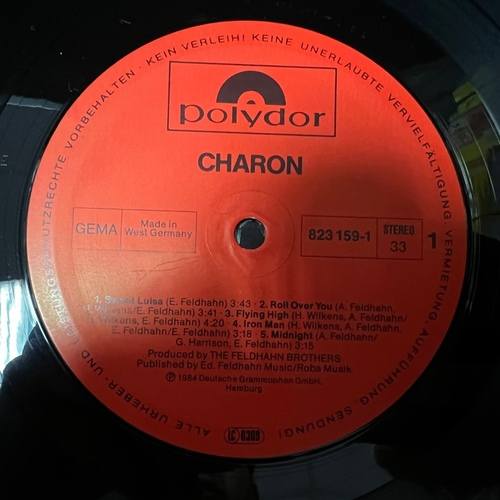 ALLE URHEBER- UND LEISTUNGSSCHUTZRECHTE VORBEHALTEN · KEIN VERLEIH! KEINE UNERLAUBTE VERVIELFÄLTIGUNG, VERMIETUNG, AUFFÜHRUNG, SENDUNG!
polydor
CHARON
GEMA
Made in
West Germany
823 159-1
STEREO
33
1
1. Sweet Luisa (E. Feldhahn) 3:43 · 2. Roll Over You (A. Feldhahn,
H. Wilkens/E. Feldhahn) 3:41 · 3. Flying High (H. Wilkens, A. Feldhahn/
Wilkens, E. Feldhahn) 4:20 · 4. Iron Man (H. Wilkens, A. Feldhahn,
E. Feldhahn/E. Feldhahn) 3:18 · 5. Midnight (A. Feldhahn/
G. Harrison, E. Feldhahn) 3:15
Produced by THE FELDHAHN BROTHERS
Published by Ed. Feldhahn Music/Roba Musik
Ⓟ 1984 Deutsche Grammophon GmbH,
Hamburg
LC 0309